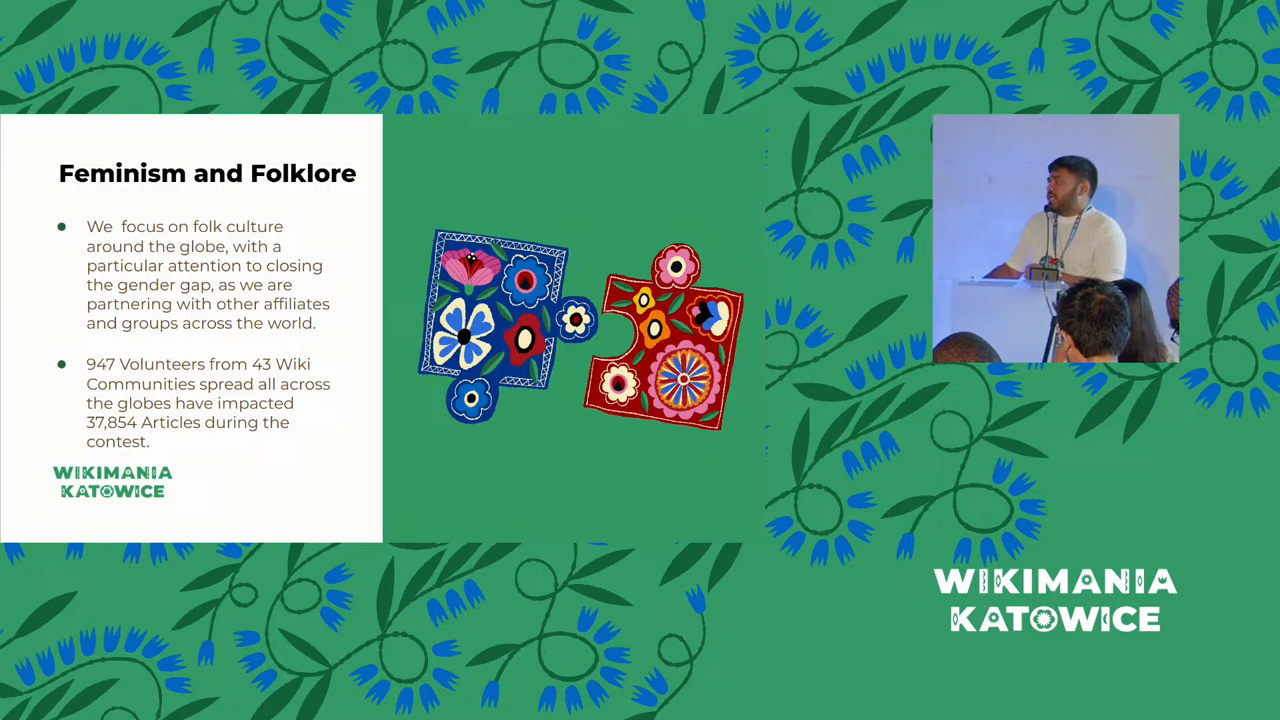 Feminism and Folklore
● We  focus on folk culture
around the globe, with a
particular attention to closing
the gender gap, as we are
partnering with other affiliates
and groups across the world.
● 947 Volunteers from 43 Wiki
Communities spread all across
the globes have impacted
37,854 Articles during the
contest.
WIKIMANIA
KATOWICE
WIKIMANIA
KATOWICE